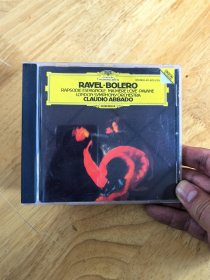 RAVEL·BOLERO
RAPSODIE ESPAGNOLE · MA MÈRE L'OYE · PAVANE
LONDON SYMPHONY ORCHESTRA
CLAUDIO ABBADO